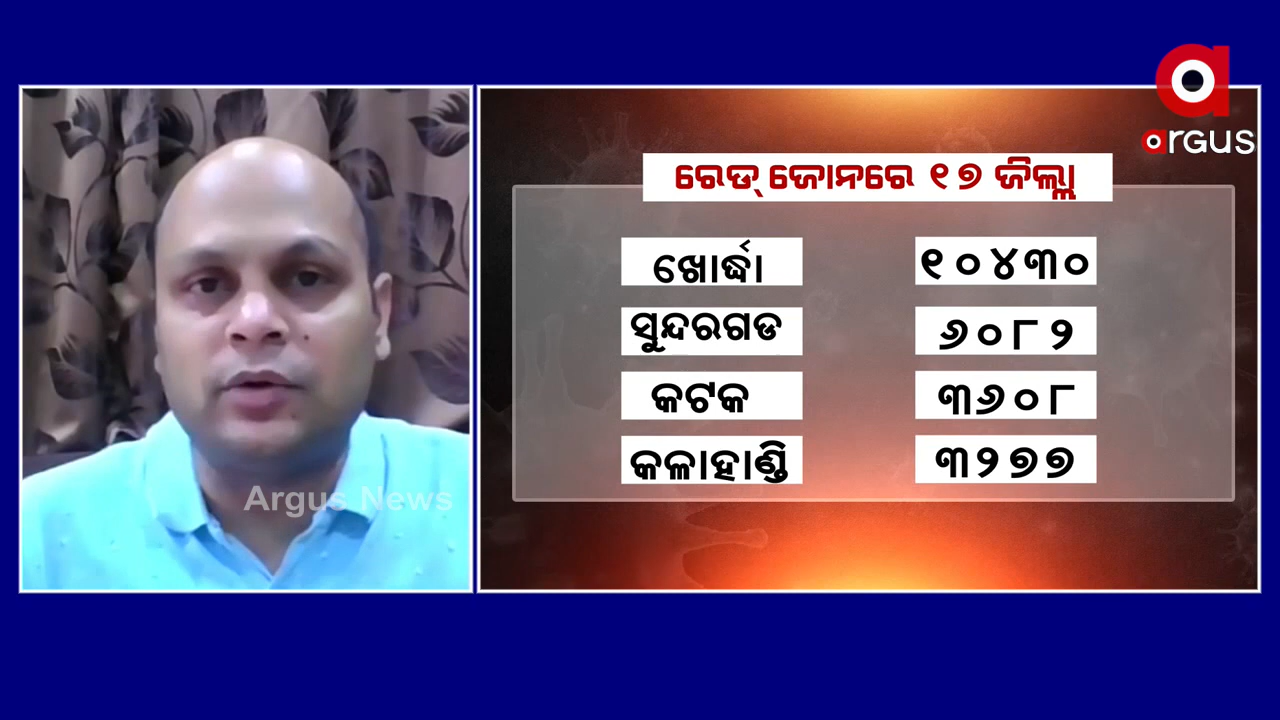 argus
ରେଡ୍ ଜୋନରେ ୧୭ ଜିଲ୍ଲା
ଖୋର୍ଦ୍ଧା ୧୦୪୩୦
ସୁନ୍ଦରଗଡ ୬୦୮୨
କଟକ ୩୬୦୮
କଳାହାଣ୍ଡି ୩୨୭୭
Argus News